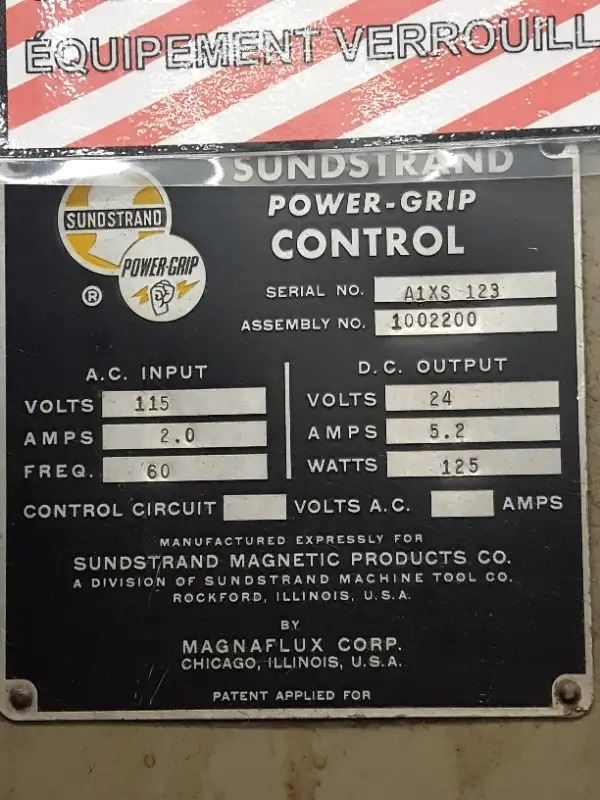 ÉQUIPEMENT VERROUILL
SUNDSTRAND
POWER-GRIP
CONTROL
SUNDSTRAND
POWER-GRIP
®
SERIAL NO. A1XS 123
ASSEMBLY NO. 1002200
A.C. INPUT
VOLTS 115
AMPS 2.0
FREQ. 60
D.C. OUTPUT
VOLTS 24
AMPS 5.2
WATTS 125
CONTROL CIRCUIT VOLTS A.C. AMPS
MANUFACTURED EXPRESSLY FOR
SUNDSTRAND MAGNETIC PRODUCTS CO.
A DIVISION OF SUNDSTRAND MACHINE TOOL CO.
ROCKFORD, ILLINOIS, U.S.A.
BY
MAGNAFLUX CORP.
CHICAGO, ILLINOIS, U.S.A.
PATENT APPLIED FOR